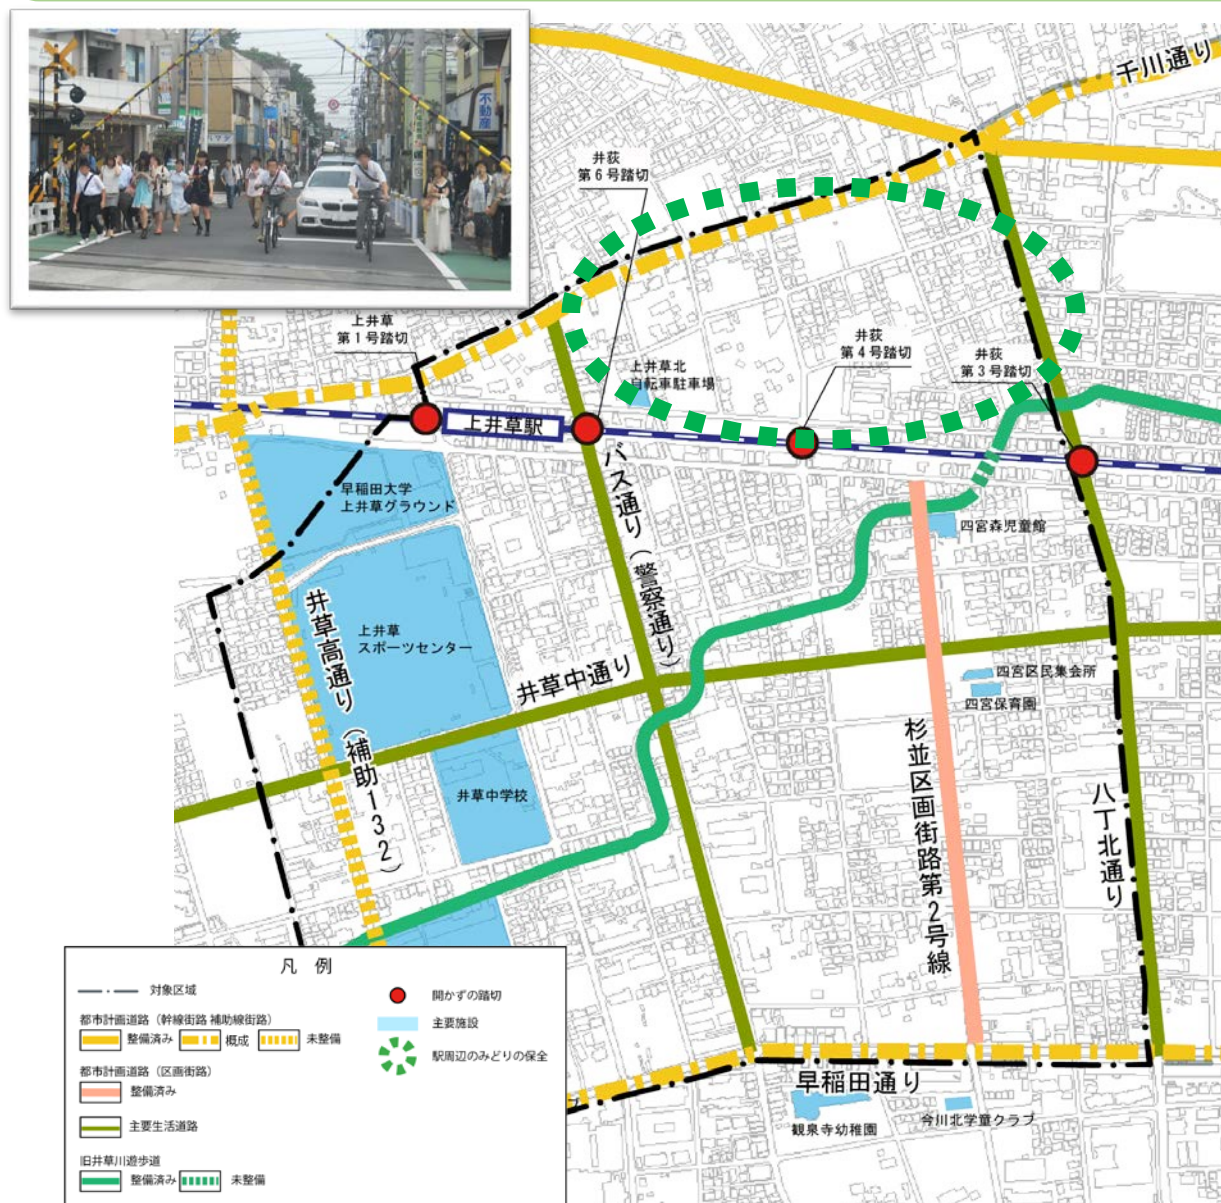 不動産
千川通り
井荻
第6号踏切
上井草
第1号踏切
井荻
第4号踏切
井荻
第3号踏切
上井草北
自転車駐車場
上井草駅
早稲田大学
上井草グラウンド
バス通り（警察通り）
四宮森児童館
井草高通り（補助132）
上井草
スポーツセンター
井草中通り
四宮区民集会所
四宮保育園
井草中学校
杉並区画街路第2号線
八丁北通り
早稲田通り
観泉寺幼稚園
今川北学童クラブ
凡 例
対象区域
都市計画道路（幹線街路 補助線街路）
整備済み 概成 未整備
都市計画道路（区画街路）
整備済み
主要生活道路
旧井草川遊歩道
整備済み 未整備
開かずの踏切
主要施設
駅周辺のみどりの保全